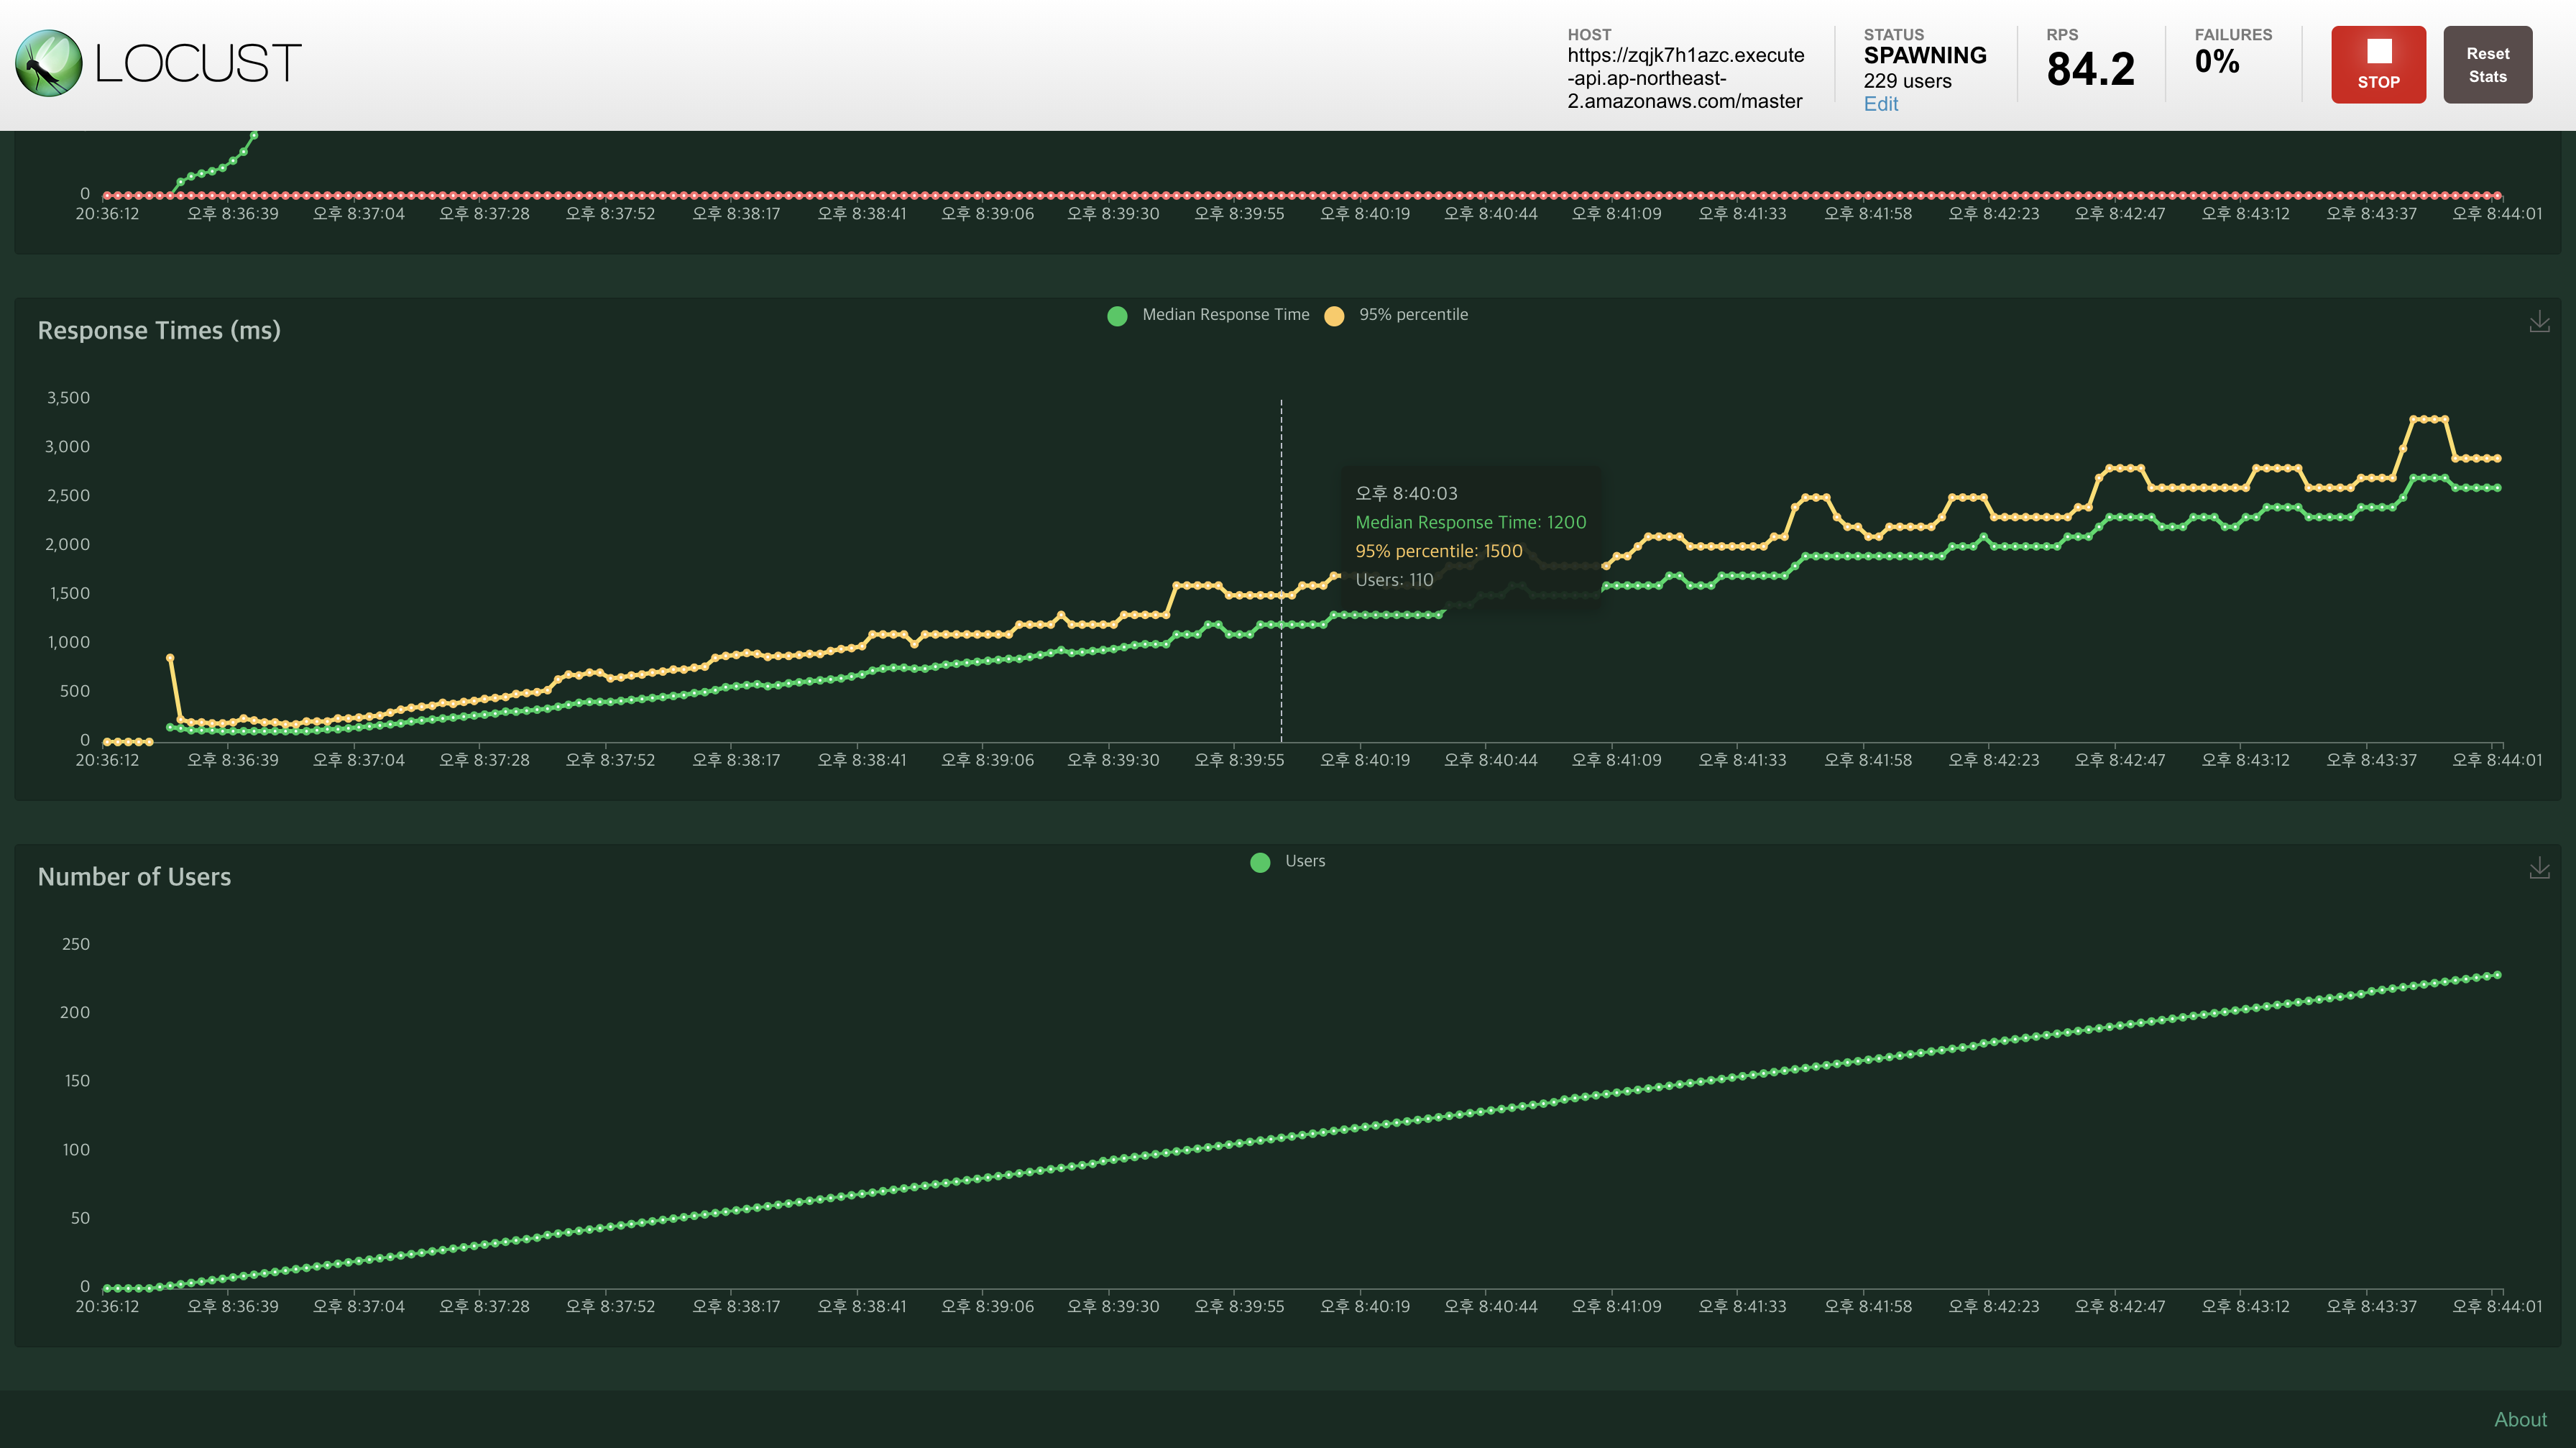 LOCUST
HOST
https://zqjk7h1azc.execute
-api.ap-northeast-
2.amazonaws.com/master
STATUS
SPAWNING
229 users
Edit
RPS
84.2
FAILURES
0%
STOP
Reset
Stats
0
20:36:12 오후 8:36:39 오후 8:37:04 오후 8:37:28 오후 8:37:52 오후 8:38:17 오후 8:38:41 오후 8:39:06 오후 8:39:30 오후 8:39:55 오후 8:40:19 오후 8:40:44 오후 8:41:09 오후 8:41:33 오후 8:41:58 오후 8:42:23 오후 8:42:47 오후 8:43:12 오후 8:43:37 오후 8:44:01
Response Times (ms)
Median Response Time 95% percentile
3,500
3,000
2,500
2,000
1,500
1,000
500
0
오후 8:40:03
Median Response Time: 1200
95% percentile: 1500
Users: 110
20:36:12 오후 8:36:39 오후 8:37:04 오후 8:37:28 오후 8:37:52 오후 8:38:17 오후 8:38:41 오후 8:39:06 오후 8:39:30 오후 8:39:55 오후 8:40:19 오후 8:40:44 오후 8:41:09 오후 8:41:33 오후 8:41:58 오후 8:42:23 오후 8:42:47 오후 8:43:12 오후 8:43:37 오후 8:44:01
Number of Users
Users
250
200
150
100
50
0
20:36:12 오후 8:36:39 오후 8:37:04 오후 8:37:28 오후 8:37:52 오후 8:38:17 오후 8:38:41 오후 8:39:06 오후 8:39:30 오후 8:39:55 오후 8:40:19 오후 8:40:44 오후 8:41:09 오후 8:41:33 오후 8:41:58 오후 8:42:23 오후 8:42:47 오후 8:43:12 오후 8:43:37 오후 8:44:01
About